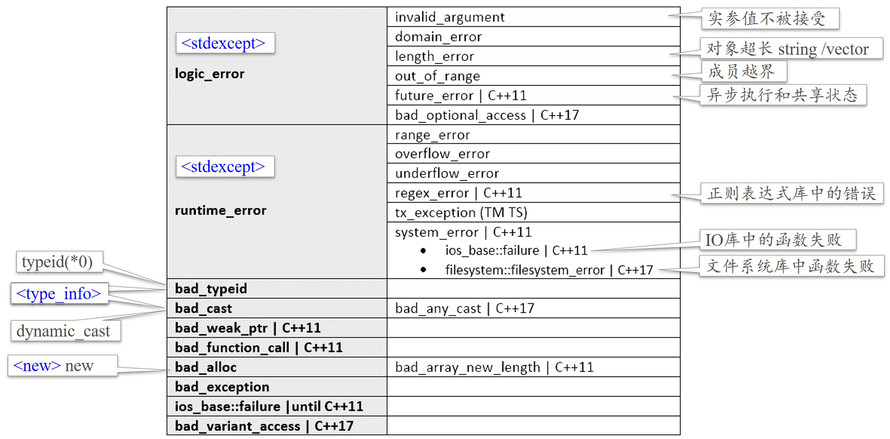 <stdexcept>
logic_error
invalid_argument
domain_error
length_error
out_of_range
future_error | C++11
bad_optional_access | C++17
实参值不被接受
对象超长 string /vector
成员越界
异步执行和共享状态
<stdexcept>
runtime_error
range_error
overflow_error
underflow_error
regex_error | C++11
tx_exception (TM TS)
system_error | C++11
• ios_base::failure | C++11
• filesystem::filesystem_error | C++17
正则表达式库中的错误
IO库中的函数失败
文件系统库中函数失败
typeid(*0)
<type_info>
dynamic_cast
<new> new
bad_typeid
bad_cast
bad_any_cast | C++17
bad_weak_ptr | C++11
bad_function_call | C++11
bad_alloc
bad_array_new_length | C++11
bad_exception
ios_base::failure |until C++11
bad_variant_access | C++17